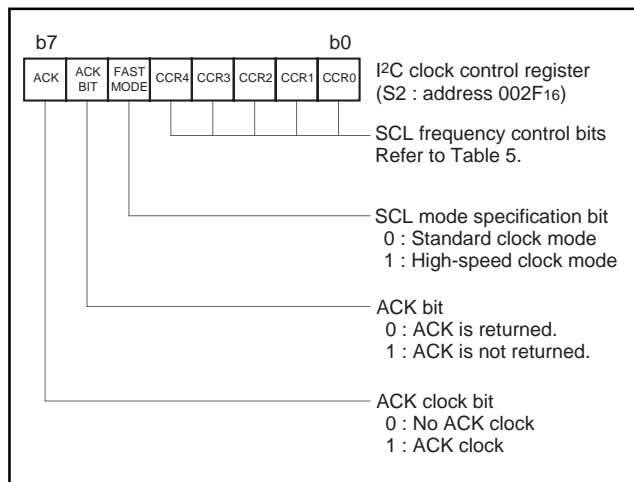 b7 b0
ACK ACK BIT FAST MODE CCR4 CCR3 CCR2 CCR1 CCR0
I2C clock control register
(S2 : address 002F16)
SCL frequency control bits
Refer to Table 5.
SCL mode specification bit
0 : Standard clock mode
1 : High-speed clock mode
ACK bit
0 : ACK is returned.
1 : ACK is not returned.
ACK clock bit
0 : No ACK clock
1 : ACK clock